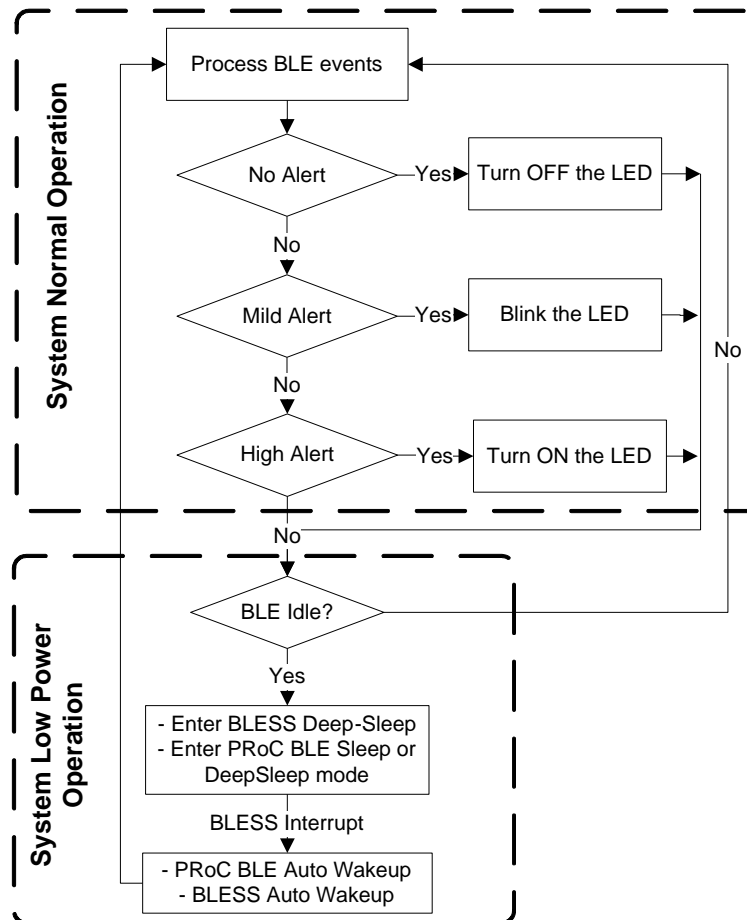 System Normal Operation
Process BLE events
No Alert
Yes
Turn OFF the LED
No
Mild Alert
Yes
Blink the LED
No
No
High Alert
Yes
Turn ON the LED
No
System Low Power
Operation
BLE Idle?
Yes
- Enter BLESS Deep-Sleep
- Enter PRoC BLE Sleep or
DeepSleep mode
BLESS Interrupt
- PRoC BLE Auto Wakeup
- BLESS Auto Wakeup